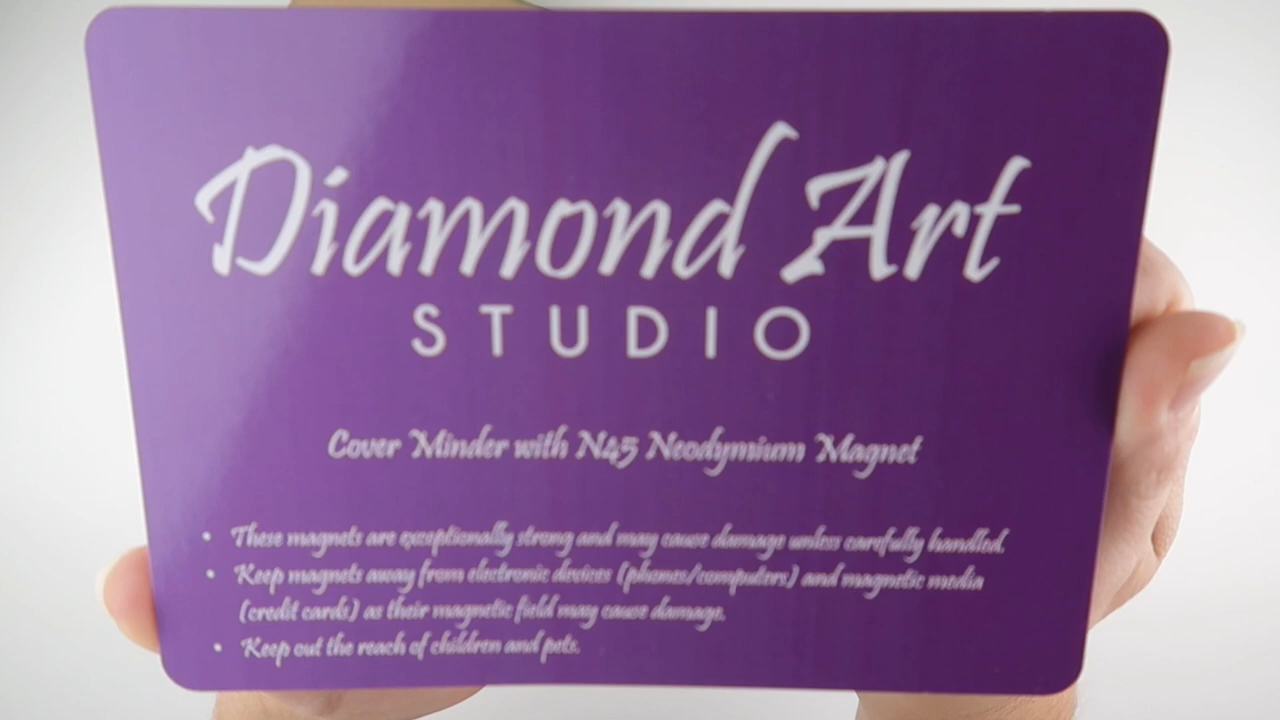 Diamond Art
STUDIO
Cover Minder with N45 Neodymium Magnet
• These magnets are exceptionally strong and may cause damage unless carefully handled.
• Keep magnets away from electronic devices (phones/computers) and magnetic media
(credit cards) as their magnetic field may cause damage.
• Keep out the reach of children and pets.